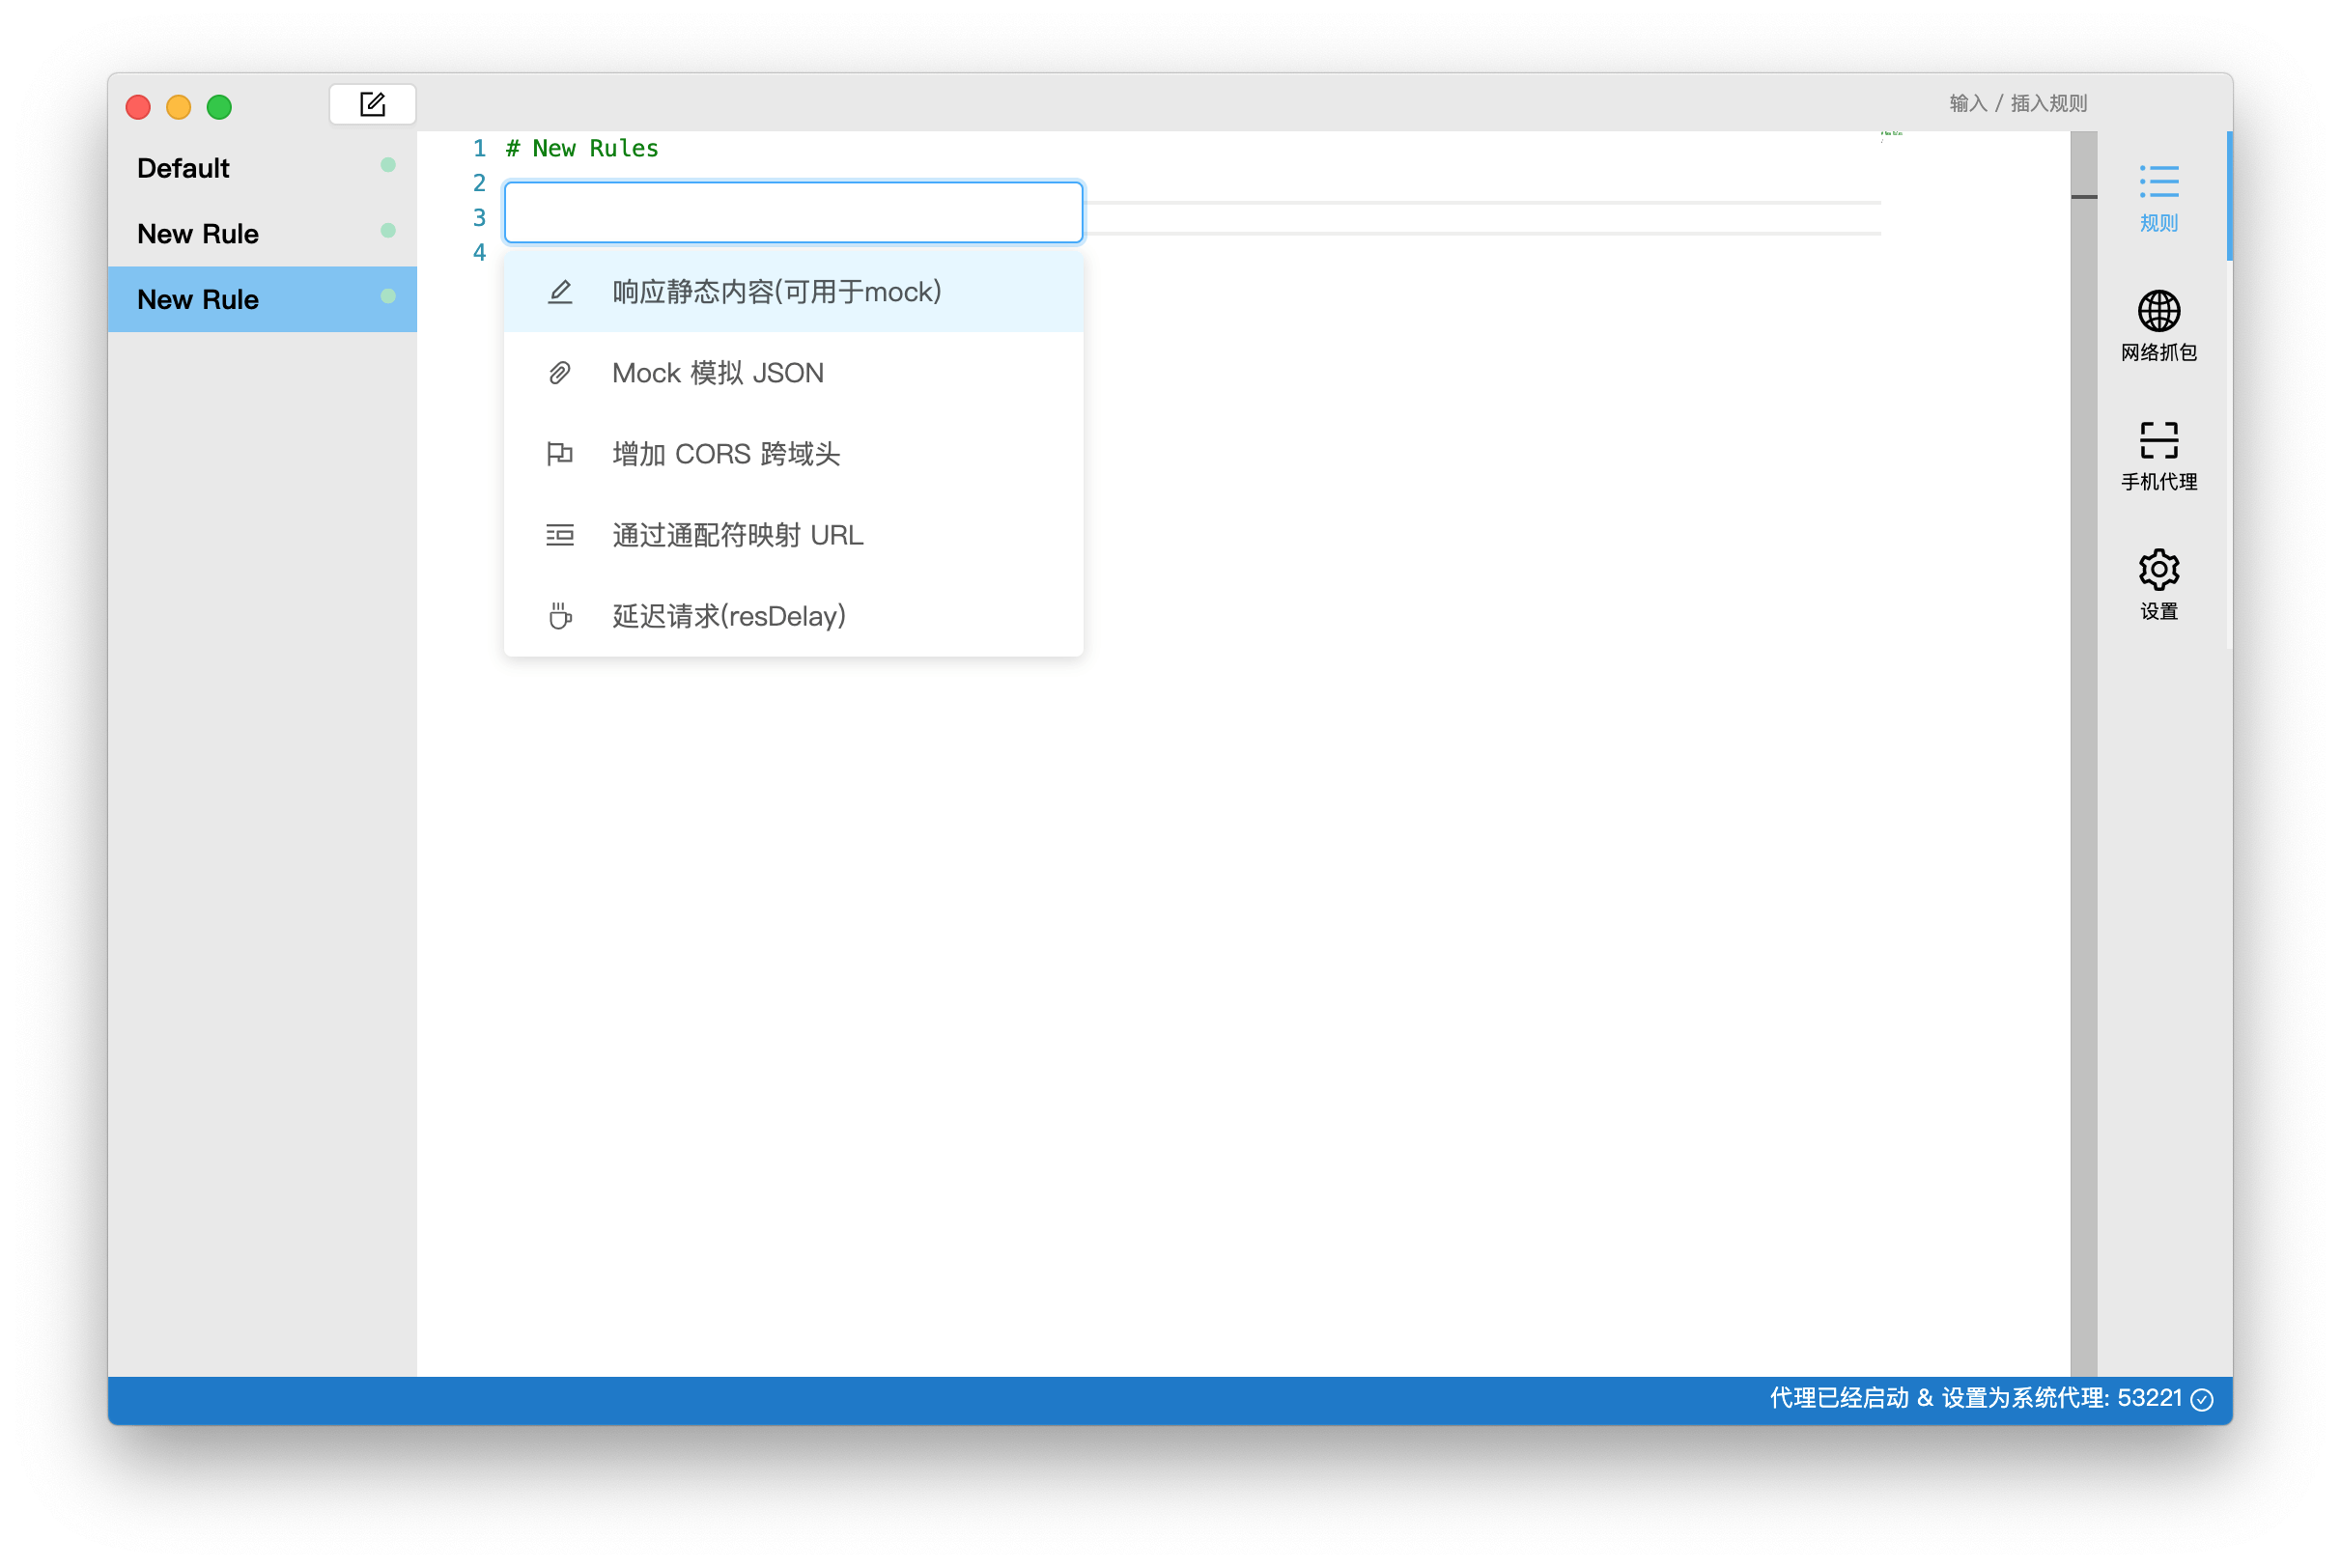 输入 / 插入规则
Default
New Rule
New Rule
1 # New Rules
2
3
4
响应静态内容(可用于mock)
Mock 模拟 JSON
增加 CORS 跨域头
通过通配符映射 URL
延迟请求(resDelay)
规则
网络抓包
手机代理
设置
代理已经启动 & 设置为系统代理: 53221